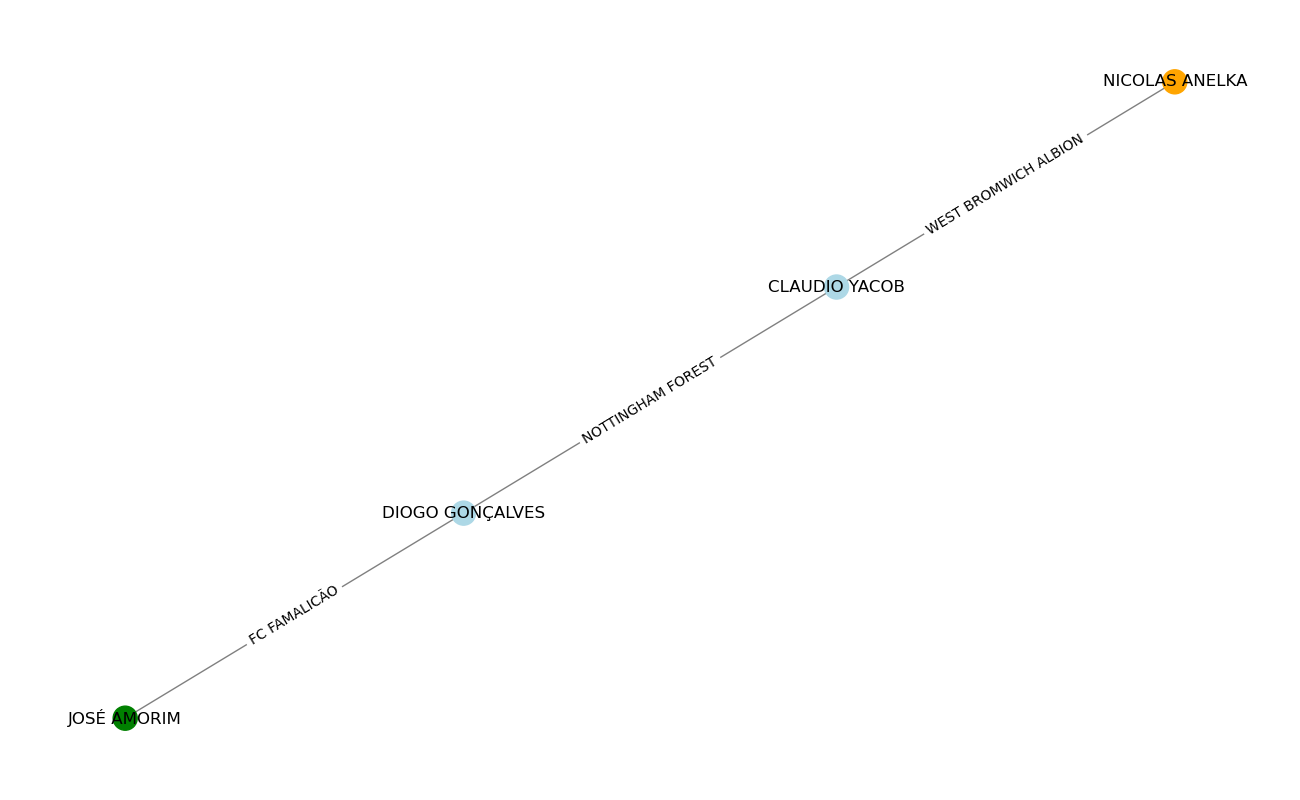 NICOLAS ANELKA
WEST BROMWICH ALBION
CLAUDIO YACOB
NOTTINGHAM FOREST
DIOGO GONÇALVES
FC FAMALICÃO
JOSÉ AMORIM